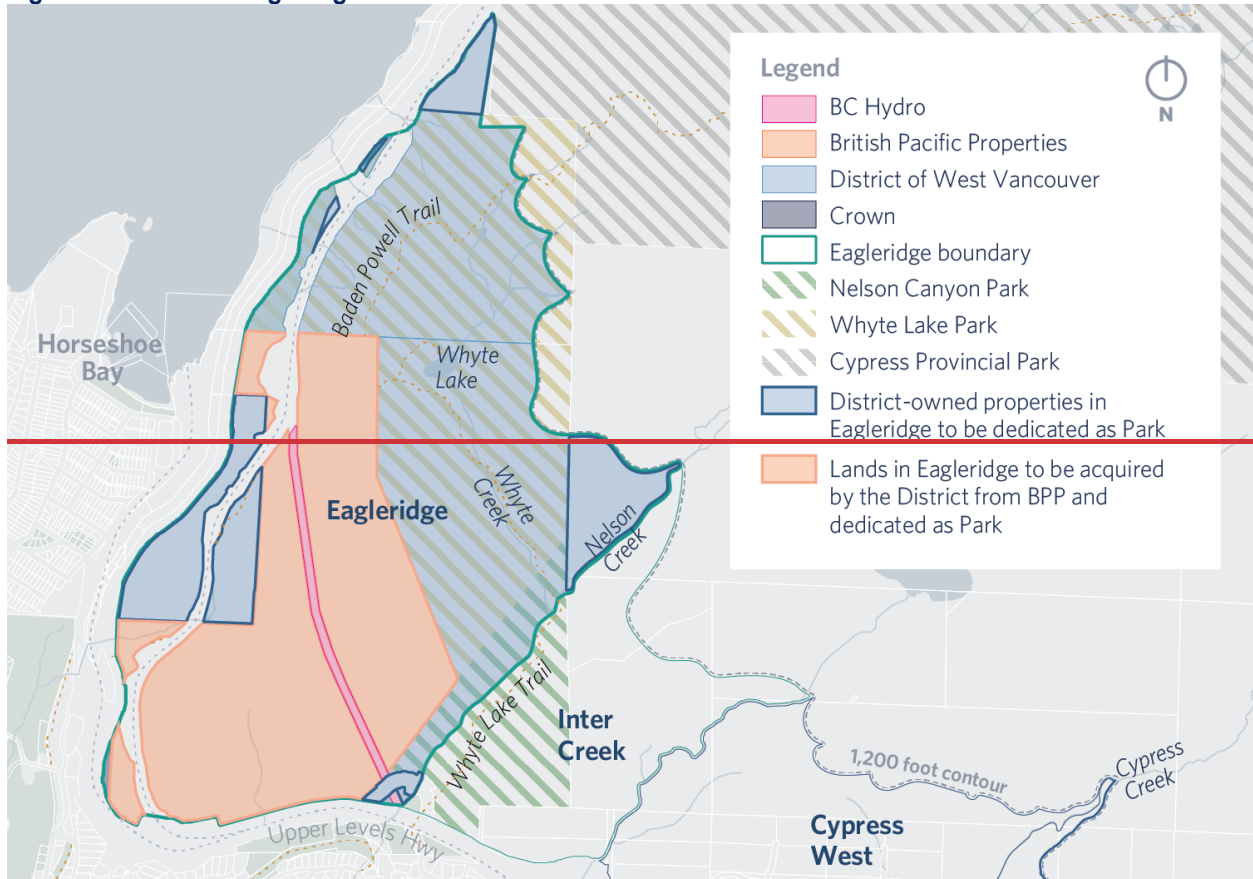 Legend
N
BC Hydro
British Pacific Properties
District of West Vancouver
Crown
Eagleridge boundary
Nelson Canyon Park
Whyte Lake Park
Cypress Provincial Park
District-owned properties in
Eagleridge to be dedicated as Park
Lands in Eagleridge to be acquired
by the District from BPP and
dedicated as Park
Baden Powell Trail
Horseshoe
Bay
Whyte
Lake
Eagleridge
Whyte
Creek
Nelson
Creek
Whyte Lake Trail
Inter
Creek
1,200 foot contour
Cypress
Creek
Upper Levels Hwy
Cypress
West